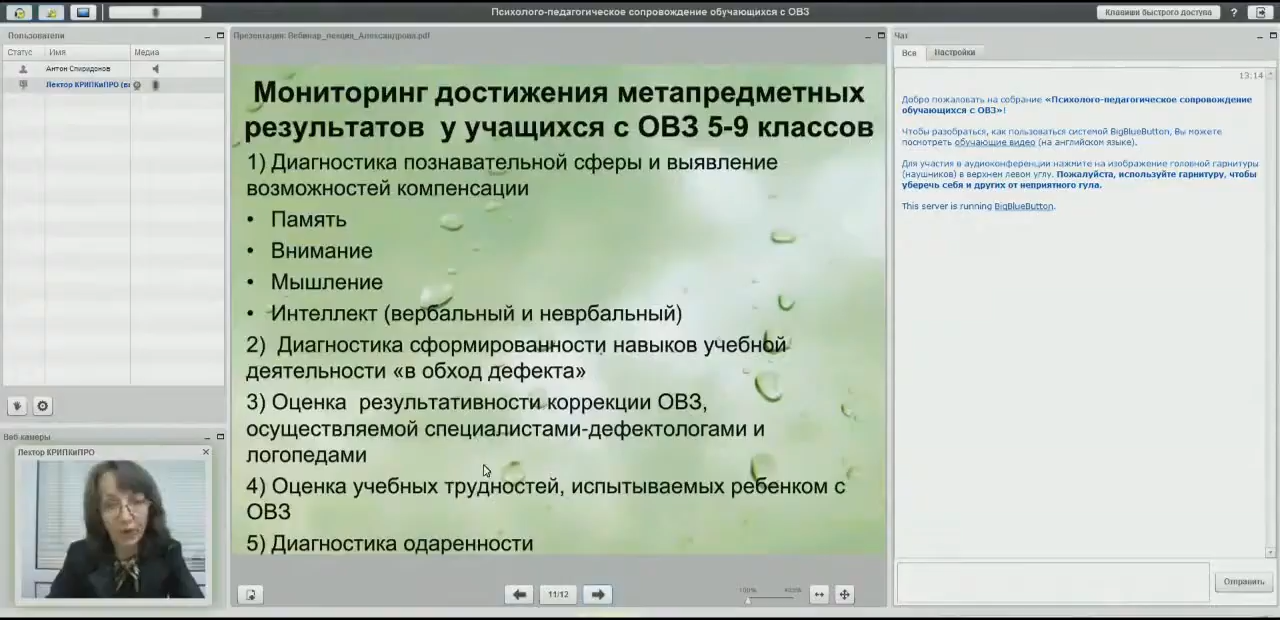 Психолого-педагогическое сопровождение обучающихся с ОВЗ
Клавиши быстрого доступа
?
Пользователи
Статус Имя Медиа
Антон Спиридонов
Лектор КРИПКиПРО (вы
Веб-камеры
Лектор КРИПКиПРО
Презентация: Вебинар_лекция_Александрова.pdf
Мониторинг достижения метапредметных
результатов у учащихся с ОВЗ 5-9 классов
1) Диагностика познавательной сферы и выявление
возможностей компенсации
• Память
• Внимание
• Мышление
• Интеллект (вербальный и неврбальный)
2) Диагностика сформированности навыков учебной
деятельности «в обход дефекта»
3) Оценка результативности коррекции ОВЗ,
осуществляемой специалистами-дефектологами и
логопедами
4) Оценка учебных трудностей, испытываемых ребенком с
ОВЗ
5) Диагностика одаренности
11/12
100% 400%
Чат
Все Настройки
13:14
Добро пожаловать на собрание «Психолого-педагогическое сопровождение
обучающихся с ОВЗ»!
Чтобы разобраться, как пользоваться системой BigBlueButton, Вы можете
посмотреть обучающие видео (на английском языке).
Для участия в аудиоконференции нажмите на изображение головной гарнитуры
(наушников) в верхнем левом углу. Пожалуйста, используйте гарнитуру, чтобы
уберечь себя и других от неприятного гула.
This server is running BigBlueButton.
Отправить